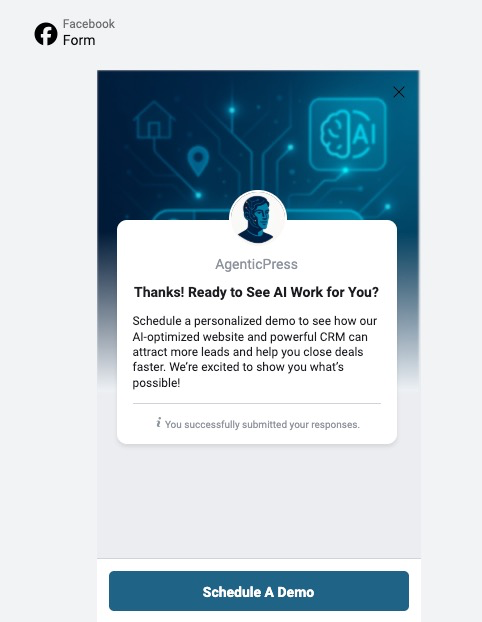 Facebook
Form
AI
AgenticPress
Thanks! Ready to See AI Work for You?
Schedule a personalized demo to see how our
AI-optimized website and powerful CRM can
attract more leads and help you close deals
faster. We’re excited to show you what’s
possible!
i You successfully submitted your responses.
Schedule A Demo